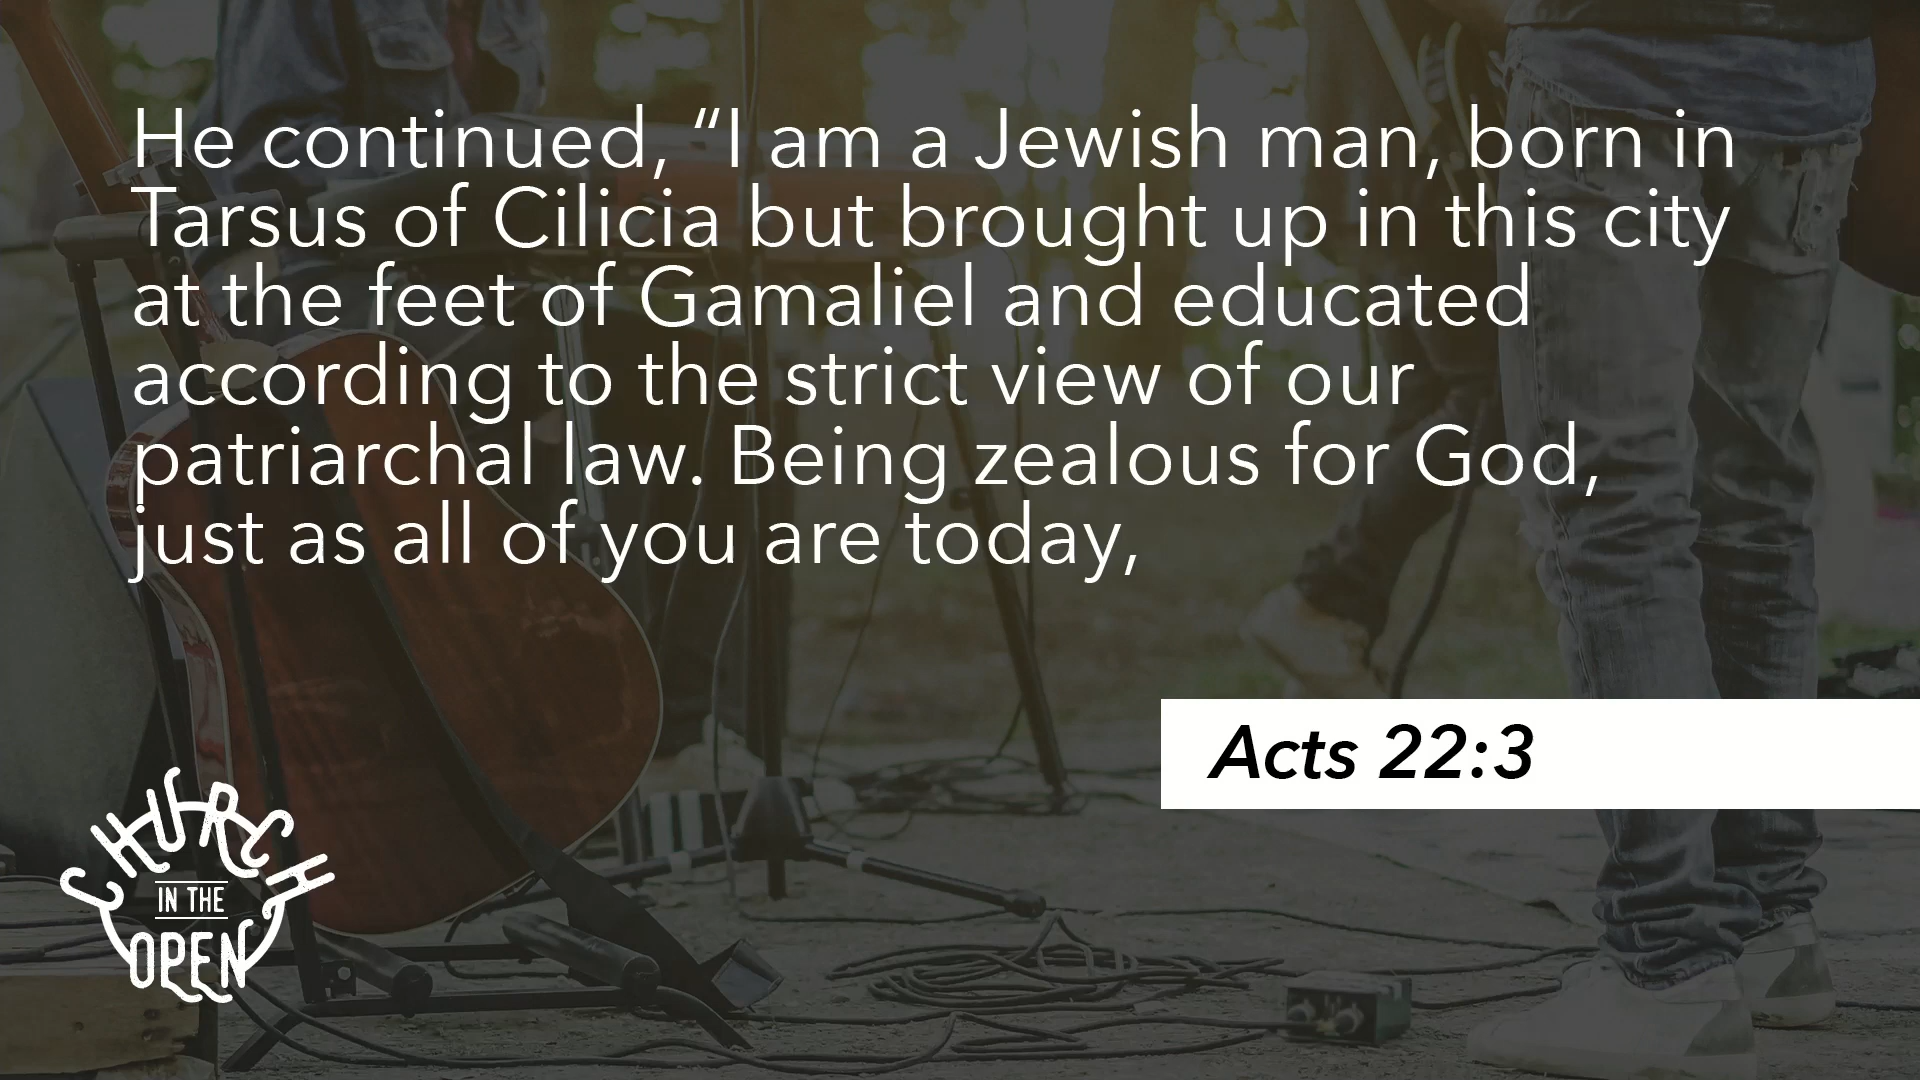 He continued, “I am a Jewish man, born in
Tarsus of Cilicia but brought up in this city
at the feet of Gamaliel and educated
according to the strict view of our
patriarchal law. Being zealous for God,
just as all of you are today,
Acts 22:3
CHURCH
IN THE
OPEN